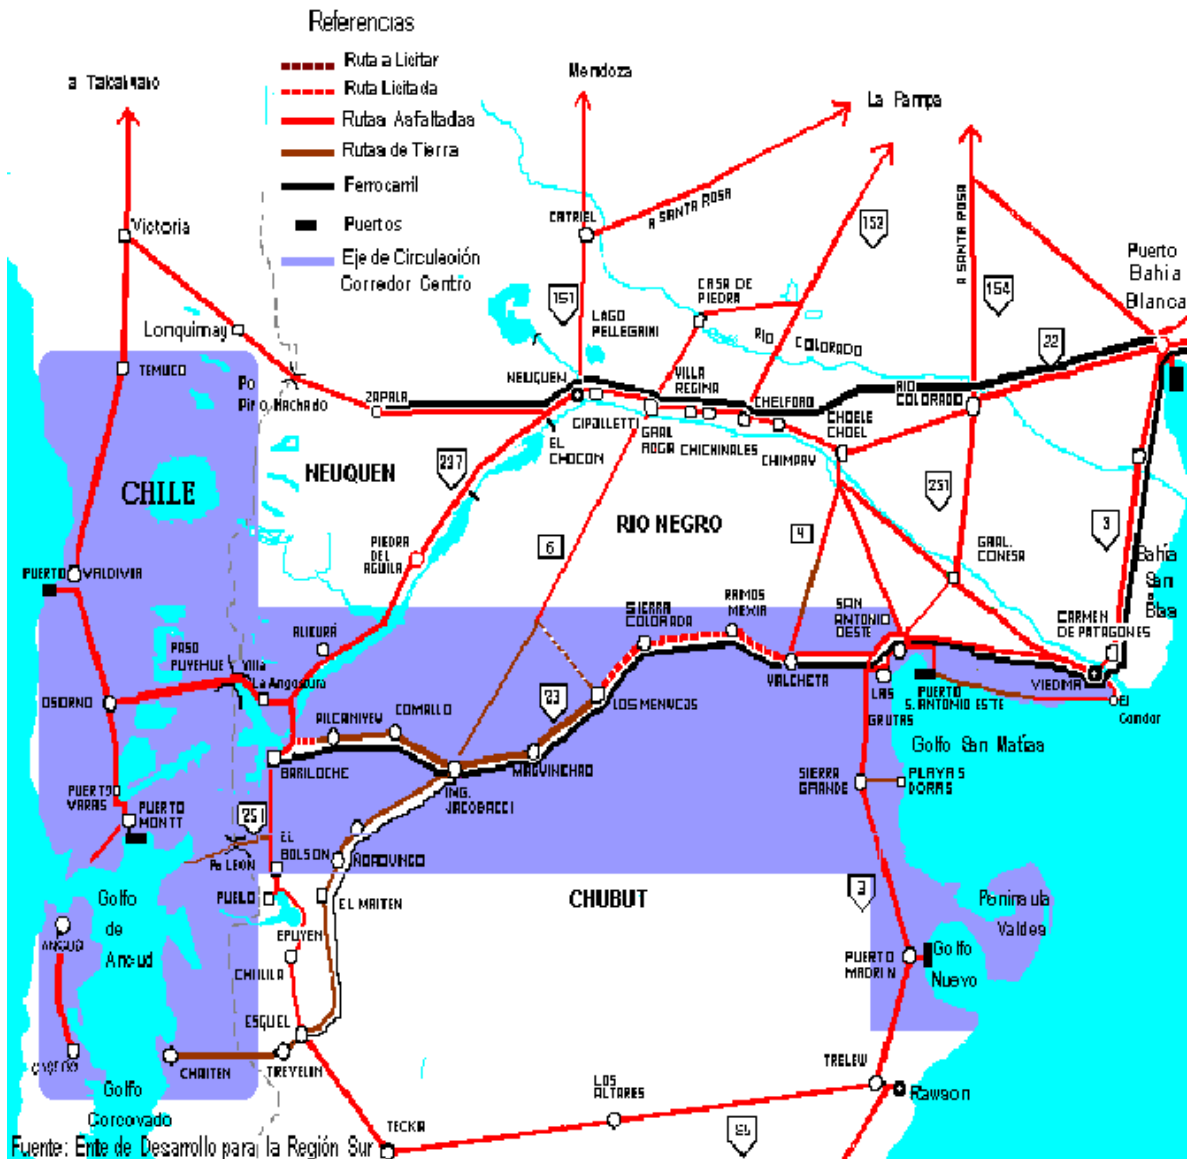 Referencias
Ruta a Licitar
Ruta Licitada
Rutas Asfaltadas
Rutas de Tierra
Ferrocarril
Puertos
Eje de Circulación
Corredor Centro
a Talcahuano
Mendoza
La Pampa
Victoria
CATRIEL
A SANTA ROSA
152
A SANTA ROSA
Puerto
Bahia
Blanca
CASA DE
PIEDRA
151
LAGO
PELLEGRINI
154
Lonquimay
RIO COLORADO
22
TEMUCO
Po
Pino Machado
ZAPALA
NEUQUEN
VILLA
REGINA
CHELFORO
RIO
COLORADO
CIPOLLETTI
GRAL
ROCA
CHICHINALES
CHOELE
CHOEL
EL
CHOCON
CHIMPAY
NEUQUEN
237
CHILE
251
RIO NEGRO
3
6
4
PIEDRA
DEL
AGUILA
GRAL.
CONESA
Bahia
San
Blas
PUERTO
VALDIVIA
RAMOS
MEXIA
SIERRA
COLORADA
SAN
ANTONIO
OESTE
CARMEN
DE PATAGONES
ALICURÁ
PASO
PUYEHUE
Villa
La Angostura
VALCHETA
VIEDMA
LAS
GRUTAS
PUERTO
S. ANTONIO ESTE
El
Condor
OSORNO
PILCANIYEU
COMALLO
23
LOS MENUCOS
BARILOCHE
MAQUINCHAO
Golfo San Matías
ING.
JACOBACCI
SIERRA
GRANDE
PLAYAS
DORAS
PUERTO
VARAS
PUERTO
MONTT
251
EL
BOLSON
Po LEON
ÑORQUINCO
PUELO
EL MAITEN
CHUBUT
3
Peninsula
Valdes
Golfo
de
Ancud
ANCUD
EPUYEN
CHOLILA
PUERTO
MADRIN
Golfo
Nuevo
ESQUEL
CHAITEN
TREVELIN
TRELEW
Rawson
LOS
ALTARES
Golfo
Corcovado
TECKA
Fuente: Ente de Desarrollo para la Región Sur